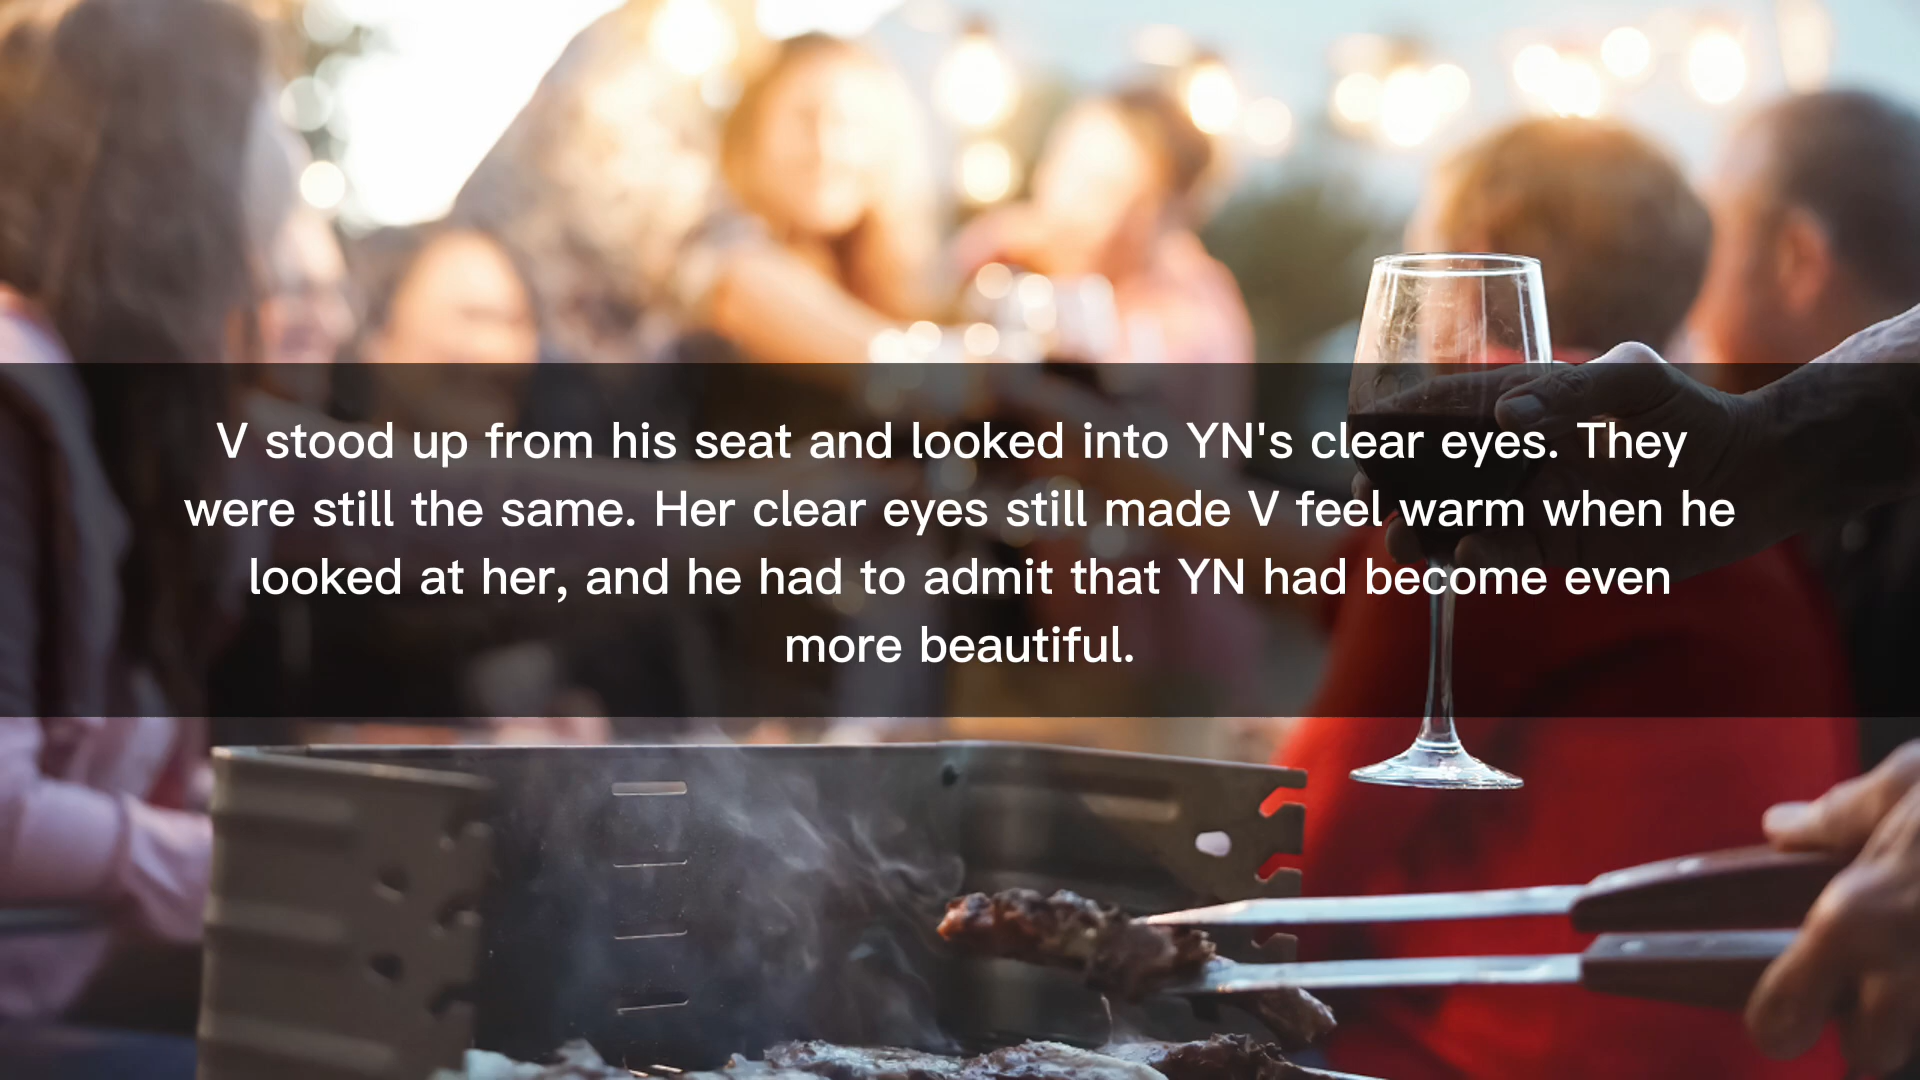 V stood up from his seat and looked into YN's clear eyes. They
were still the same. Her clear eyes still made V feel warm when he
looked at her, and he had to admit that YN had become even
more beautiful.